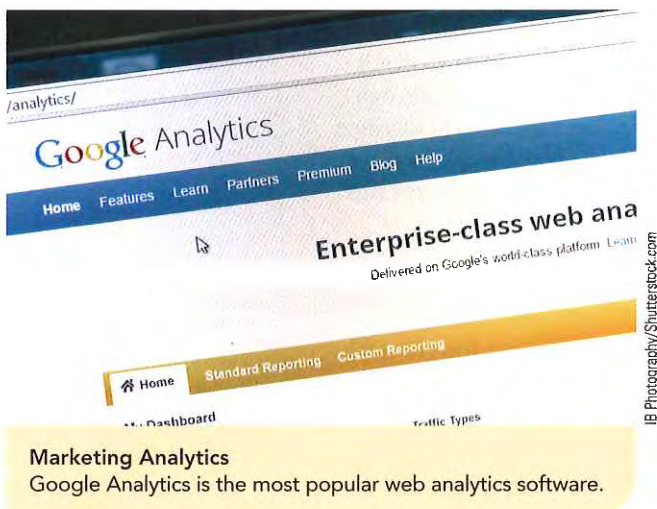 /analytics/
Google Analytics
Home Features Learn Partners Premium Blog Help
Enterprise-class web ana
Delivered on Google's world-class platform Learn
Home Standard Reporting Custom Reporting
My Dashboard
Traffic Types
IB Photography/Shutterstock.com
Marketing Analytics
Google Analytics is the most popular web analytics software.